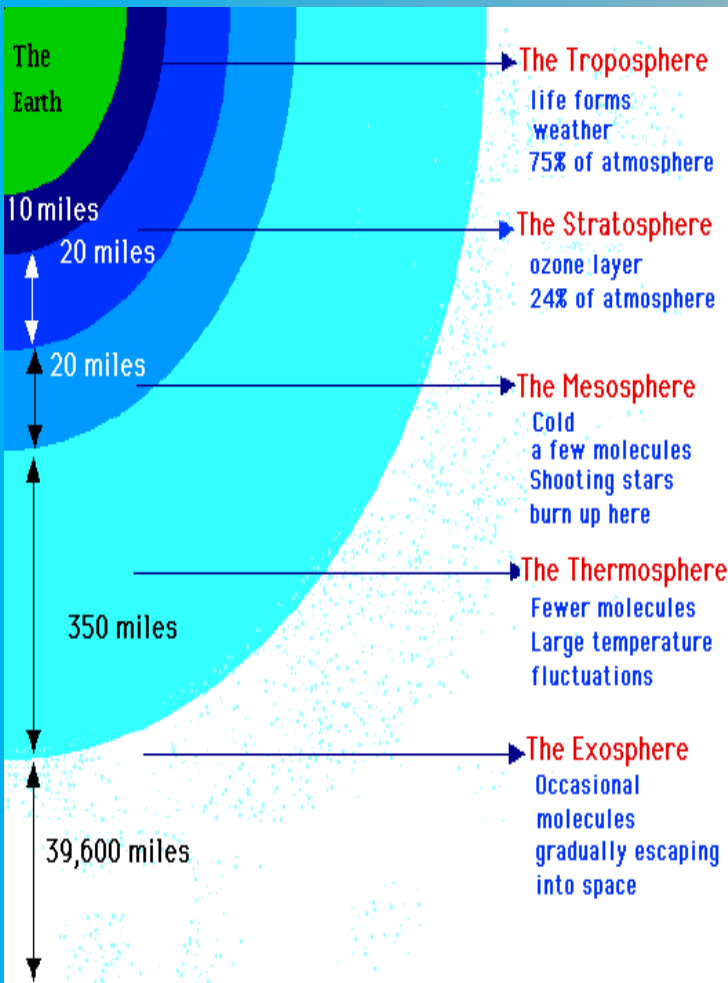 The
Earth
10 miles
20 miles
20 miles
350 miles
39,600 miles
The Troposphere
life forms
weather
75% of atmosphere
The Stratosphere
ozone layer
24% of atmosphere
The Mesosphere
Cold
a few molecules
Shooting stars
burn up here
The Thermosphere
Fewer molecules
Large temperature
fluctuations
The Exosphere
Occasional
molecules
gradually escaping
into space